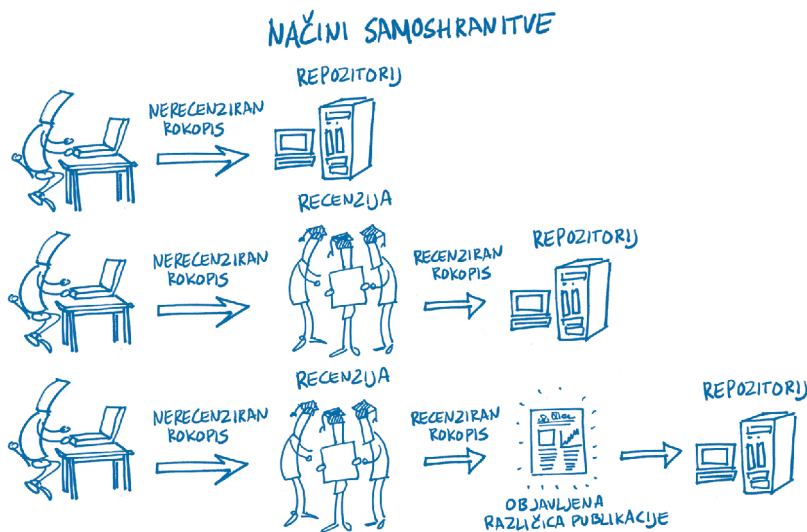 NAČINI SAMOSHRANITVE
REPOZITORIJ
NERECENZIRAN
ROKOPIS
RECENZIJA
NERECENZIRAN
ROKOPIS
RECENZIRAN
ROKOPIS
REPOZITORIJ
RECENZIJA
NERECENZIRAN
ROKOPIS
RECENZIRAN
ROKOPIS
OBJAVLJENA
RAZLIČICA PUBLIKACIJE
REPOZITORIJ